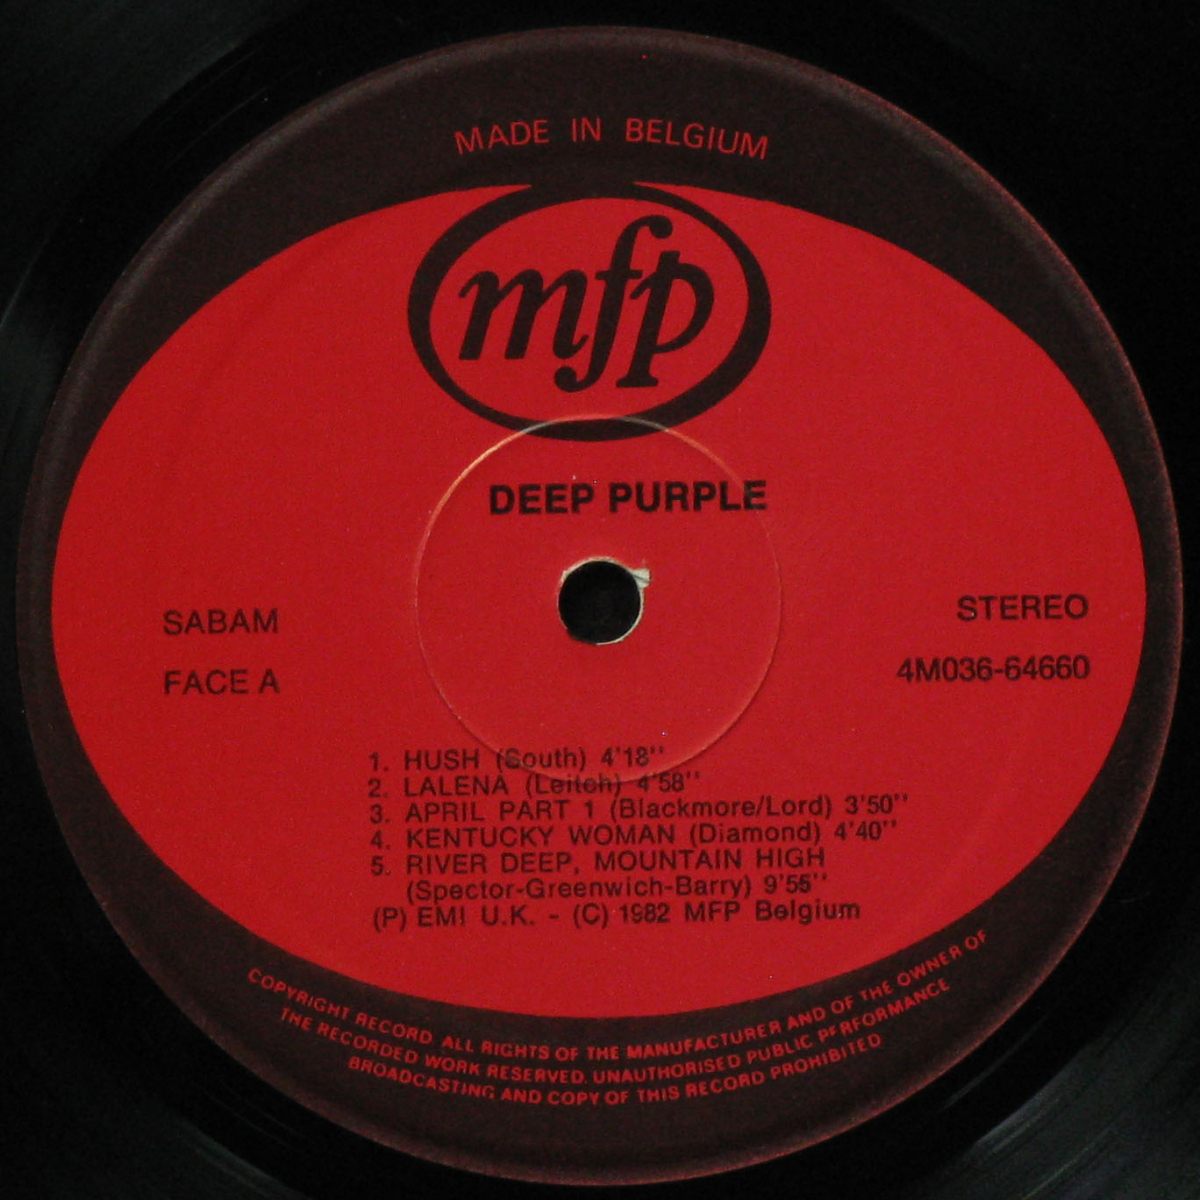 MADE IN BELGIUM
mfp
DEEP PURPLE
SABAM
STEREO
FACE A
4M036-64660
1. HUSH (South) 4'18''
2. LALENA (Leitch) 4'58''
3. APRIL PART 1 (Blackmore/Lord) 3'50''
4. KENTUCKY WOMAN (Diamond) 4'40''
5. RIVER DEEP, MOUNTAIN HIGH
(Spector-Greenwich-Barry) 9'55''
(P) EMI U.K. - (C) 1982 MFP Belgium
COPYRIGHT RECORD ALL RIGHTS OF THE MANUFACTURER AND OF THE OWNER OF
THE RECORDED WORK RESERVED. UNAUTHORISED PUBLIC PERFORMANCE
BROADCASTING AND COPY OF THIS RECORD PROHIBITED